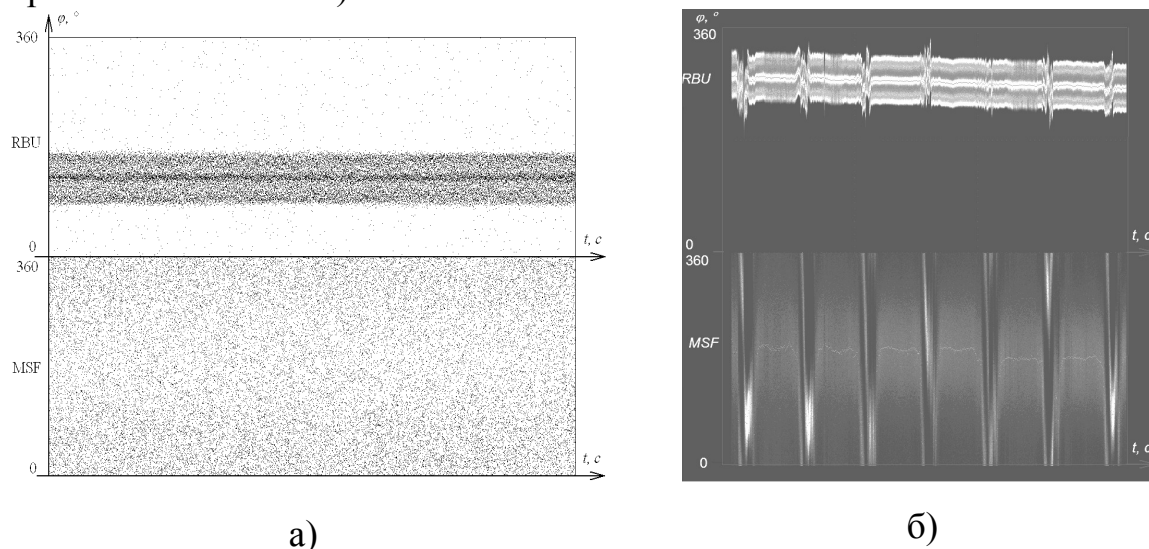 φ, °
360
RBU
0
t, c
360
MSF
0
t, c
а)
φ, °
360
RBU
0
t, c
360
MSF
0
t, c
б)